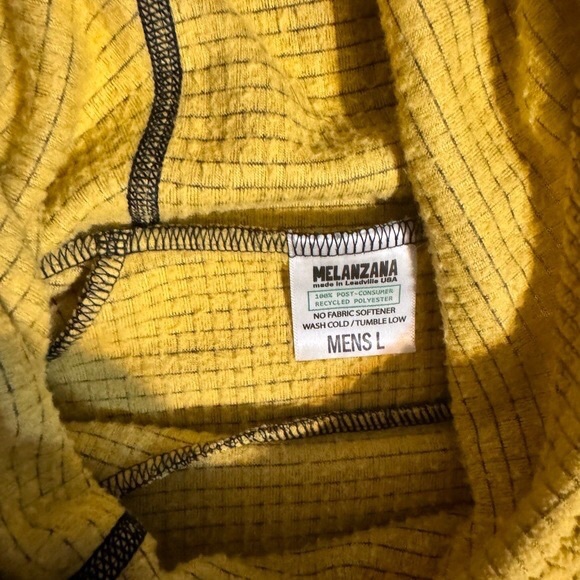 MELANZANA
made in Leadville USA
100% POST-CONSUMER
RECYCLED POLYESTER
NO FABRIC SOFTENER
WASH COLD / TUMBLE LOW
MENS L